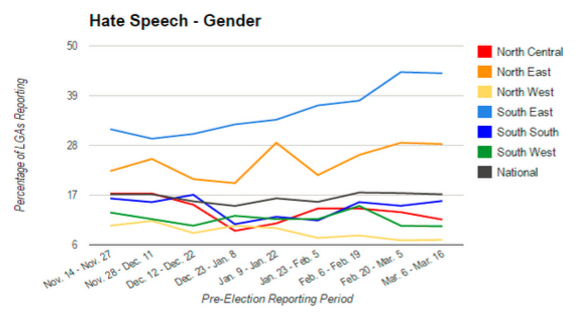 Hate Speech - Gender
Percentage of LGAs Reporting
50
39
28
17
6
Nov. 14 - Nov. 27
Nov. 28 - Dec. 11
Dec. 12 - Dec. 22
Dec. 23 - Jan. 8
Jan. 9 - Jan. 22
Jan. 23 - Feb. 5
Feb. 6 - Feb. 19
Feb. 20 - Mar. 5
Mar. 6 - Mar. 16
Pre-Election Reporting Period
North Central
North East
North West
South East
South South
South West
National